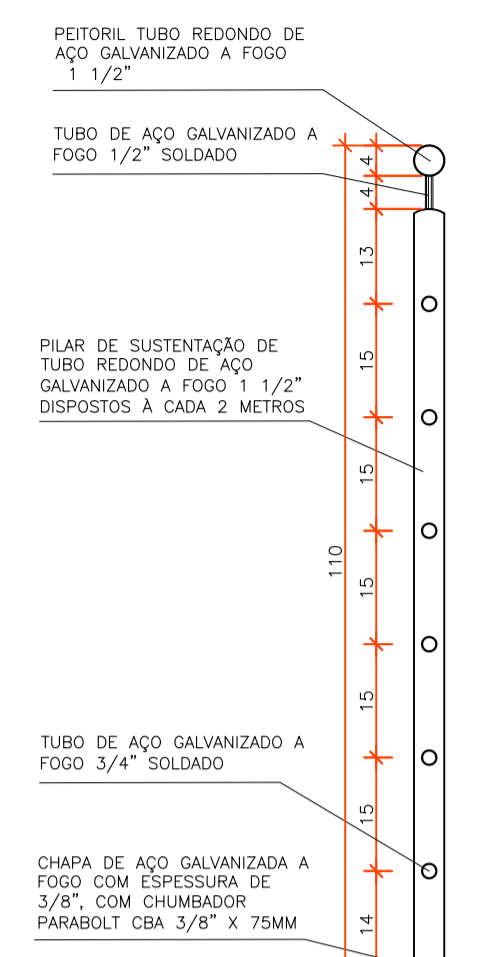 PEITORIL TUBO REDONDO DE
AÇO GALVANIZADO A FOGO
1 1/2"
TUBO DE AÇO GALVANIZADO A
FOGO 1/2" SOLDADO
4
4
13
15
PILAR DE SUSTENTAÇÃO DE
TUBO REDONDO DE AÇO
GALVANIZADO A FOGO 1 1/2"
DISPOSTOS À CADA 2 METROS
15
110
15
15
TUBO DE AÇO GALVANIZADO A
FOGO 3/4" SOLDADO
15
CHAPA DE AÇO GALVANIZADA A
FOGO COM ESPESSURA DE
3/8", COM CHUMBADOR
PARABOLT CBA 3/8" X 75MM
14